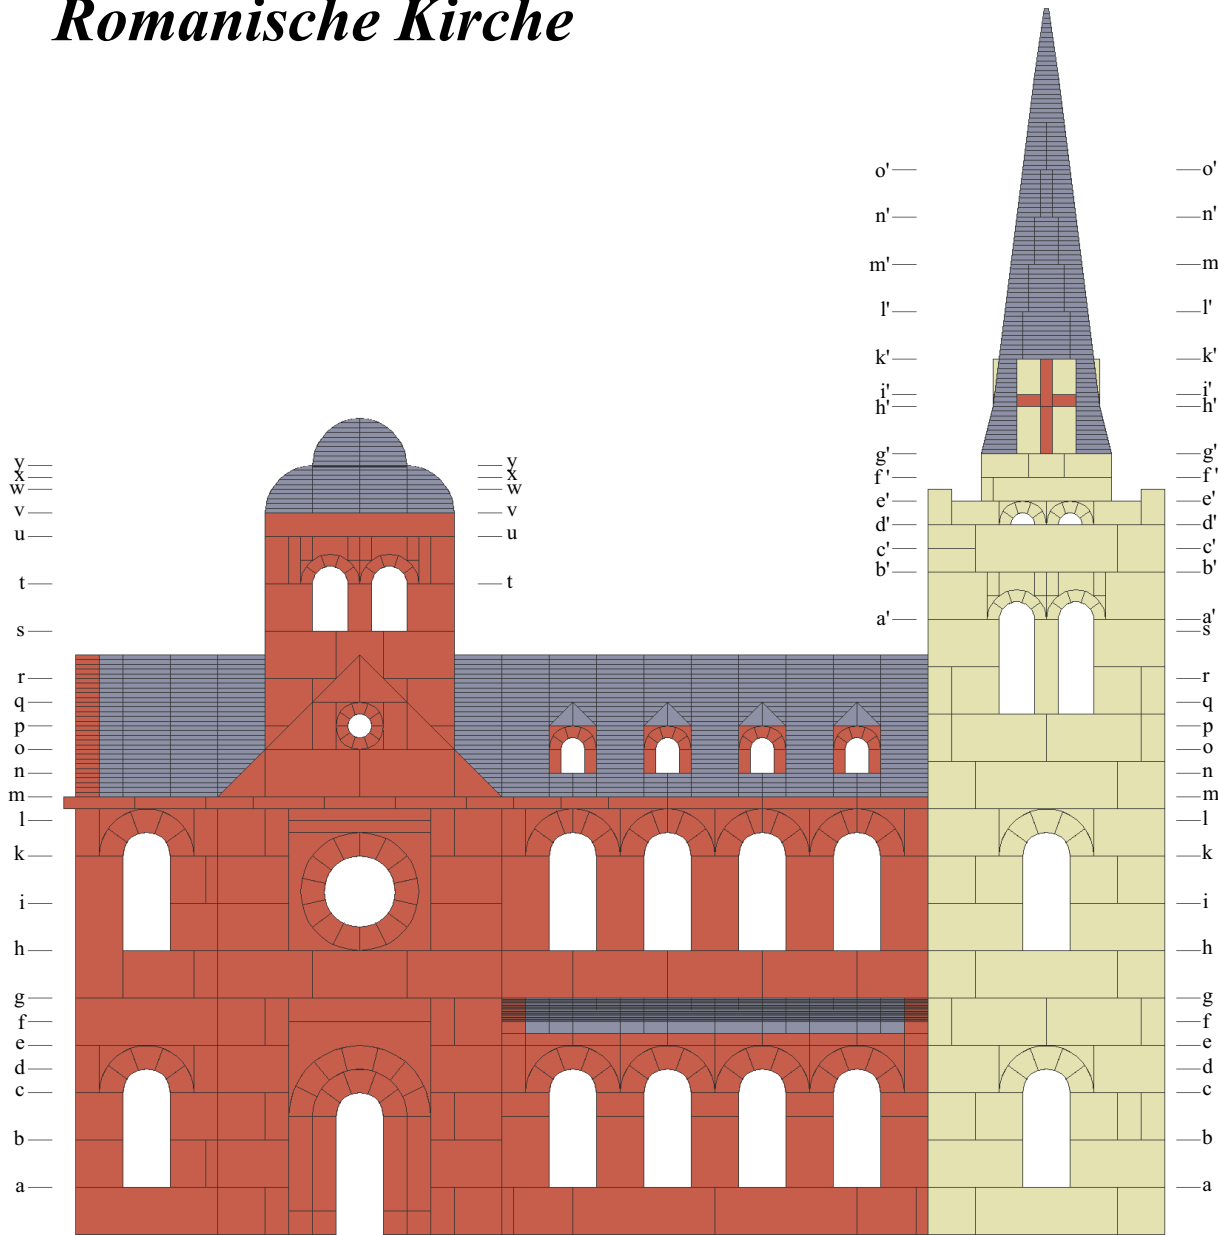 Romanische Kirche
o' o'
n' n'
m' m
l' l'
k' k'
i' i'
h' h'
y y g' g'
x x f' f'
w w
v v e' e'
u u d' d'
c' c'
t t b' b'
s a' a'
s
r r
q q
p p
o o
n n
m m
l l
k k
i i
h h
g g
f f
e e
d d
c c
b b
a a